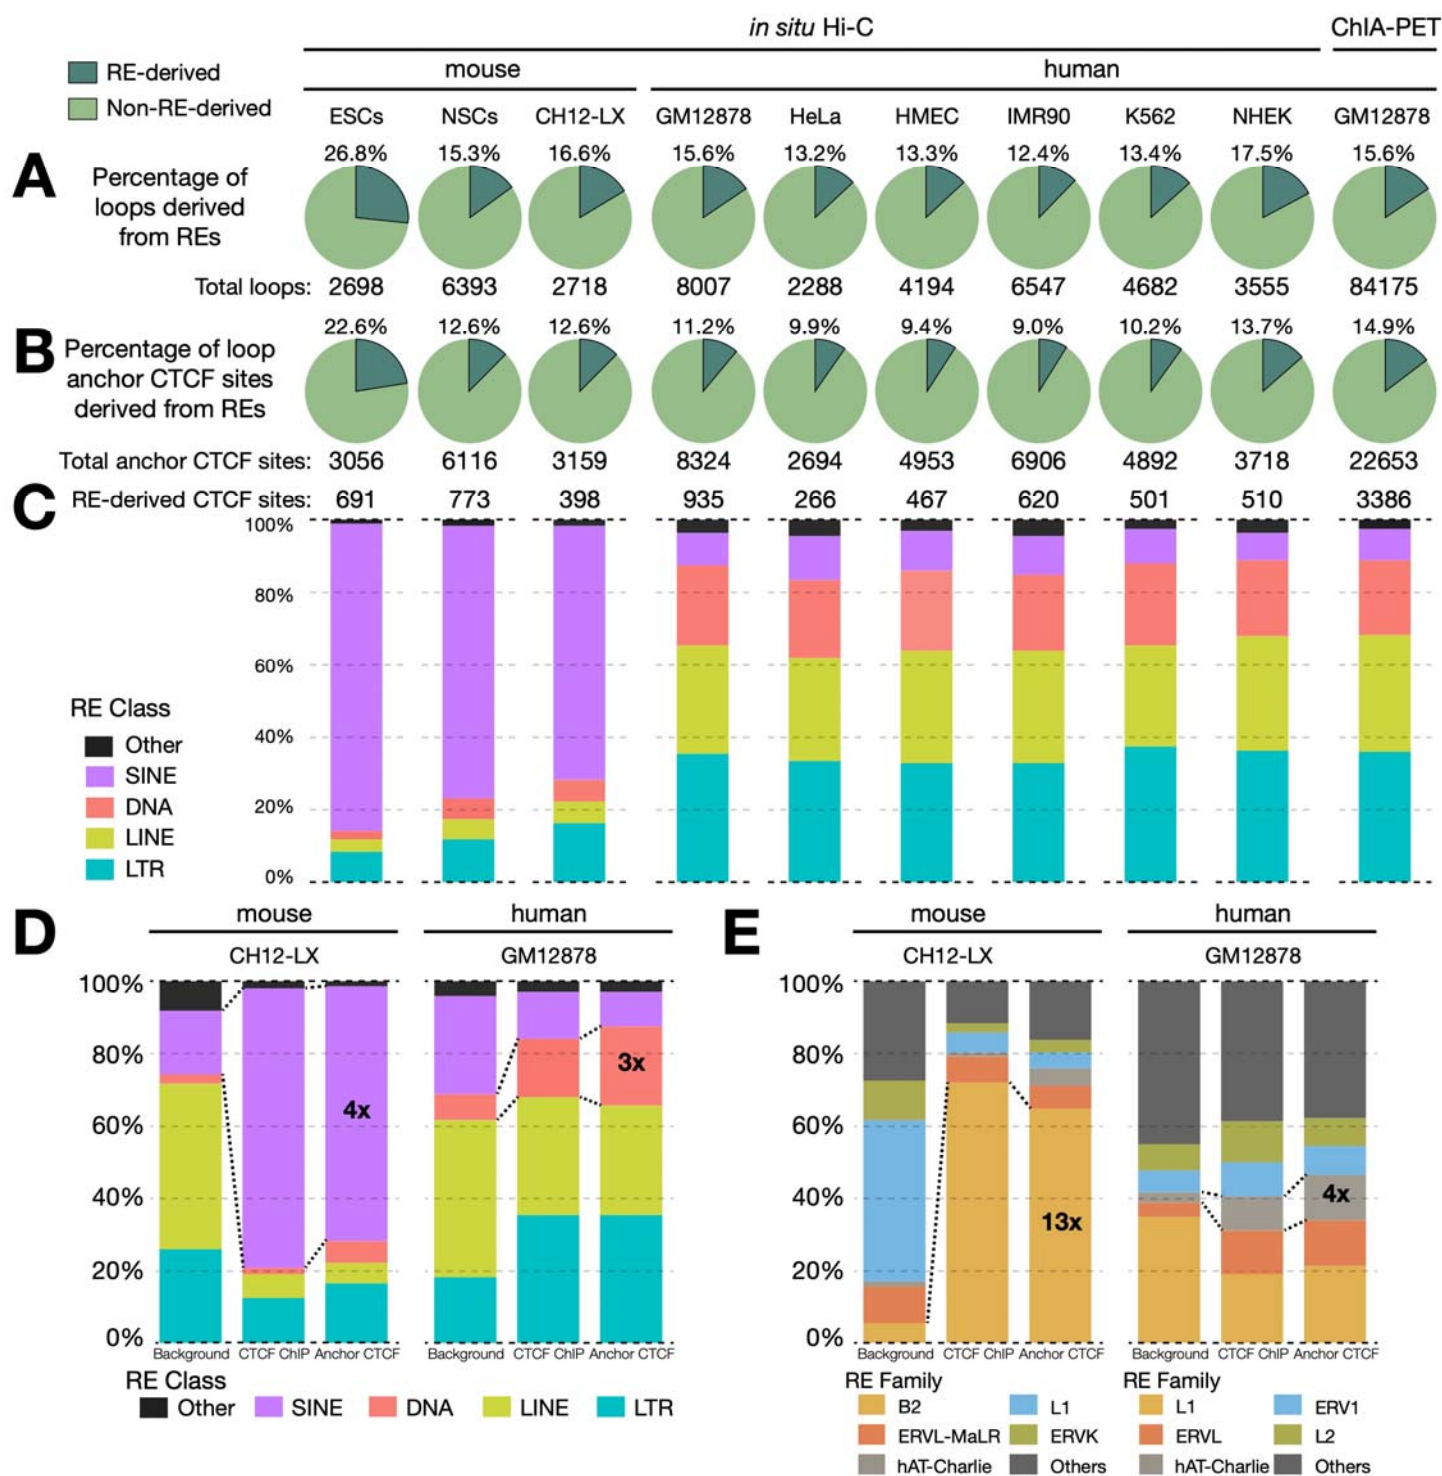 in situ Hi-C ChIA-PET
RE-derived
Non-RE-derived
mouse human
ESCs NSCs CH12-LX GM12878 HeLa HMEC IMR90 K562 NHEK GM12878
A
Percentage of
loops derived
from REs
26.8% 15.3% 16.6% 15.6% 13.2% 13.3% 12.4% 13.4% 17.5% 15.6%
Total loops: 2698 6393 2718 8007 2288 4194 6547 4682 3555 84175
B
Percentage of loop
anchor CTCF sites
derived from REs
22.6% 12.6% 12.6% 11.2% 9.9% 9.4% 9.0% 10.2% 13.7% 14.9%
Total anchor CTCF sites: 3056 6116 3159 8324 2694 4953 6906 4892 3718 22653
C
RE-derived CTCF sites: 691 773 398 935 266 467 620 501 510 3386
100%
80%
60%
40%
20%
0%
RE Class
Other
SINE
DNA
LINE
LTR
D
mouse human
CH12-LX GM12878
100%
80%
60%
40%
20%
0%
4x
3x
Background CTCF ChIP Anchor CTCF Background CTCF ChIP Anchor CTCF
RE Class
Other SINE DNA LINE LTR
E
mouse human
CH12-LX GM12878
100%
80%
60%
40%
20%
0%
13x
4x
Background CTCF ChIP Anchor CTCF Background CTCF ChIP Anchor CTCF
RE Family
B2 L1
ERVL-MaLR ERVK
hAT-Charlie Others
RE Family
L1 ERV1
ERVL L2
hAT-Charlie Others